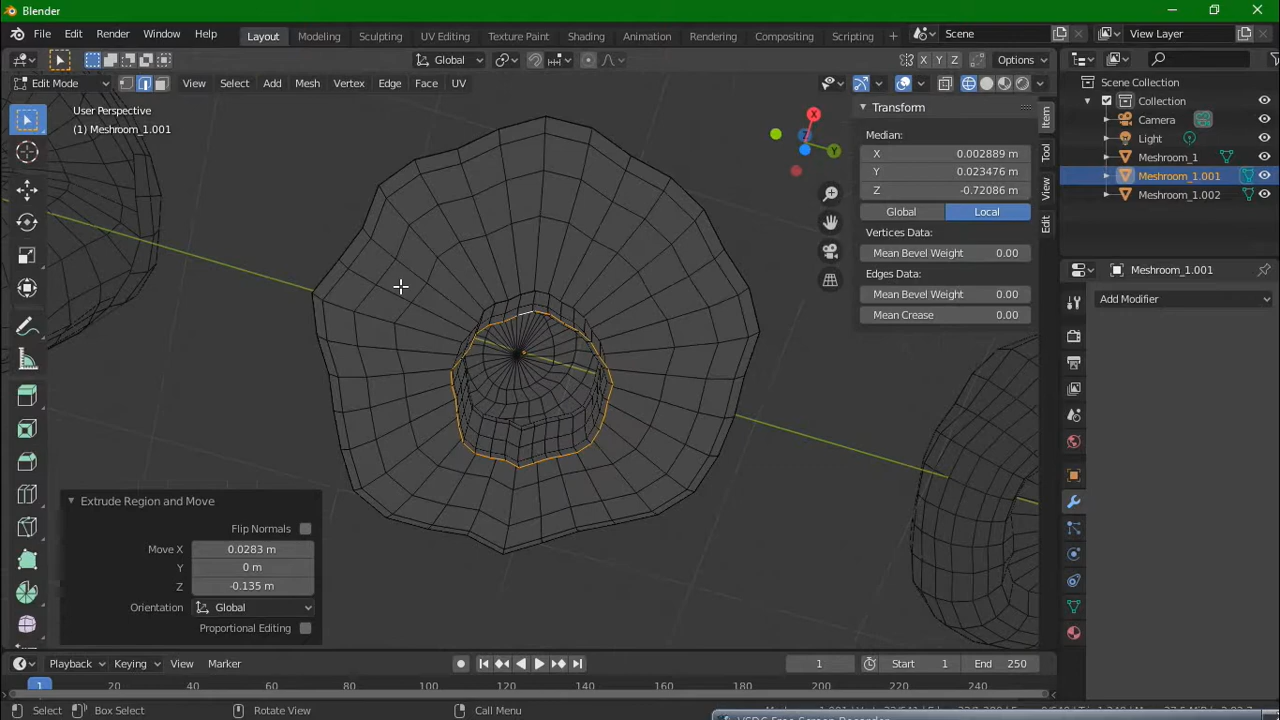 Blender
File Edit Render Window Help Layout Modeling Sculpting UV Editing Texture Paint Shading Animation Rendering Compositing Scripting + Scene View Layer
Global Options
X Y Z
Edit Mode View Select Add Mesh Vertex Edge Face UV
User Perspective
(1) Meshroom_1.001
Transform
Median:
X 0.002889 m
Y 0.023476 m
Z -0.72086 m
Global Local
Vertices Data:
Mean Bevel Weight 0.00
Edges Data:
Mean Bevel Weight 0.00
Mean Crease 0.00
Item
Tool
View
Edit
X
Y
Scene Collection
Collection
Camera
Light
Meshroom_1
Meshroom_1.001
Meshroom_1.002
Meshroom_1.001
Add Modifier
Extrude Region and Move
Flip Normals
Move X 0.0283 m
Y 0 m
Z -0.135 m
Orientation Global
Proportional Editing
Playback Keying View Marker 1 Start 1 End 250
1 20 40 60 80 100 120 140 160 180 200 220 240
Select Box Select Rotate View Call Menu